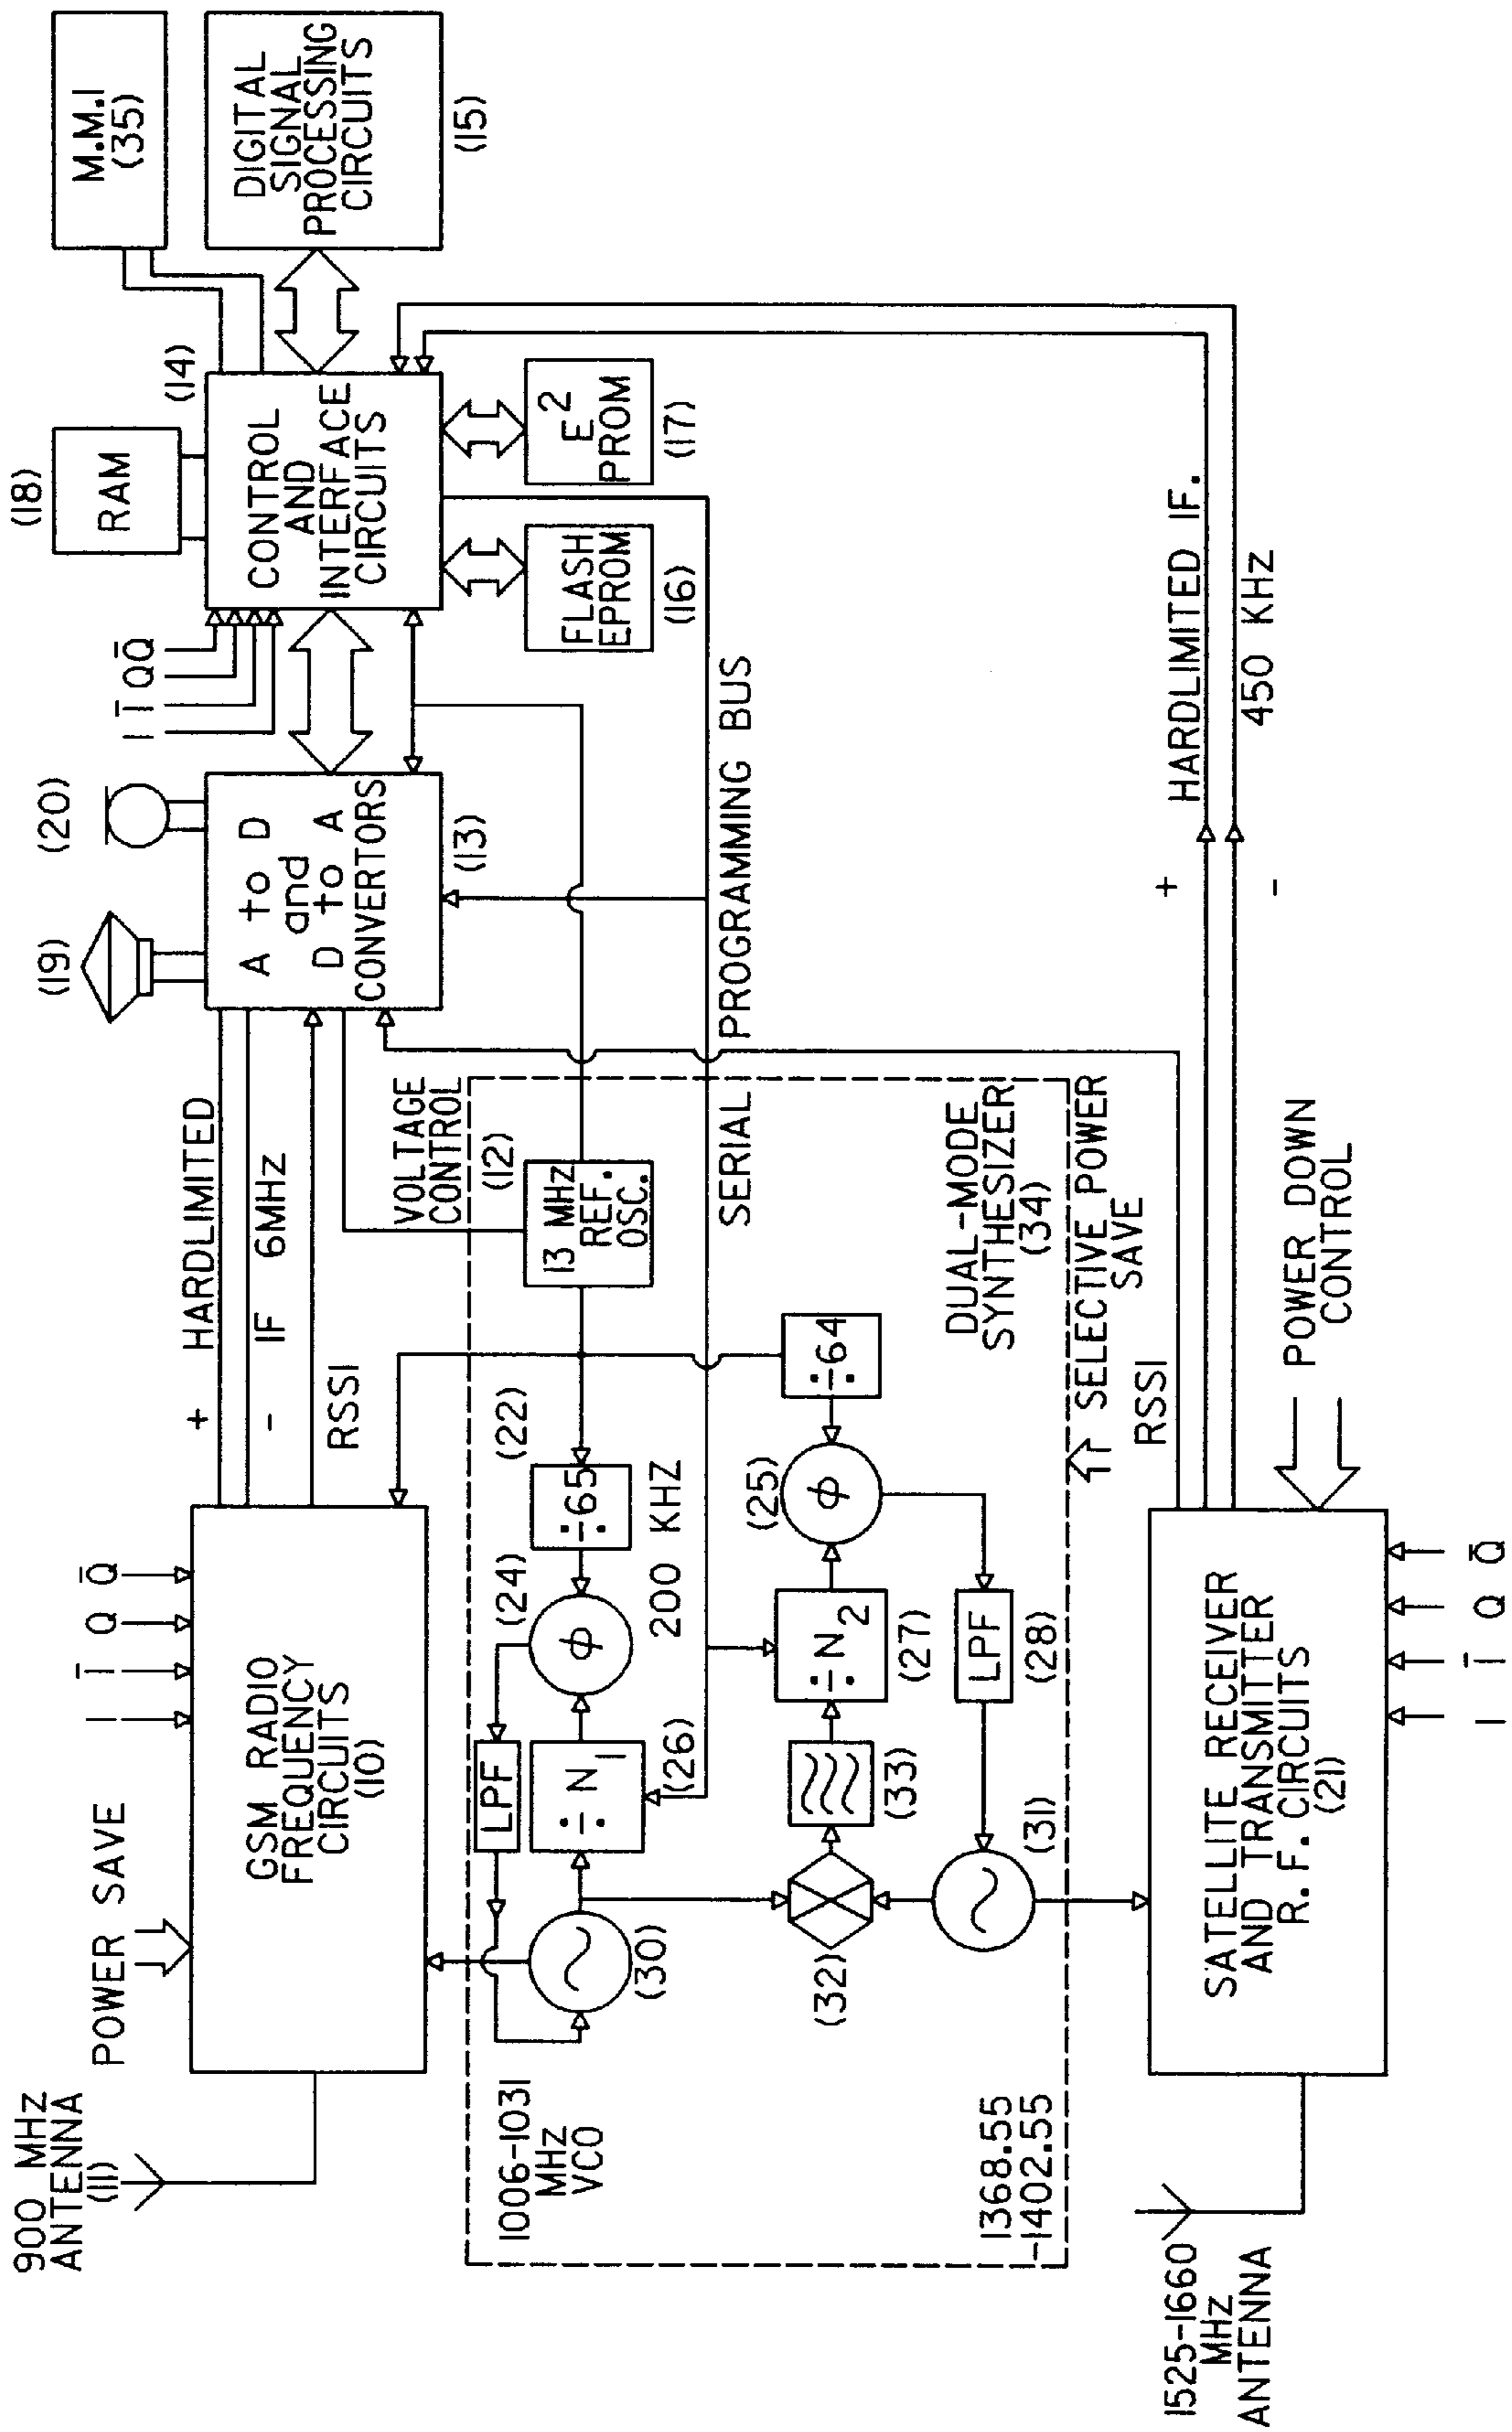 900 MHz
ANTENNA
(11)
POWER SAVE
I Ī Q Q̄
GSM RADIO
FREQUENCY
CIRCUITS
(10)
+ HARDLIMITED
- IF 6MHz
RSSI
(19)
(20)
A to D
and
D to A
CONVERTORS
(13)
I Ī Q Q̄
(18)
RAM
(14)
CONTROL
AND
INTERFACE
CIRCUITS
M.M.I
(35)
DIGITAL
SIGNAL
PROCESSING
CIRCUITS
(15)
FLASH
EPROM
(16)
E2
PROM
(17)
VOLTAGE
CONTROL
(12)
13 MHz
REF.
OSC.
SERIAL PROGRAMMING BUS
1006-1031
MHz
VCO
LPF
(24)
ϕ
(22)
÷65
200 KHZ
(30)
÷N1
(26)
(32)
(33)
÷N2
(27)
(25)
ϕ
÷64
LPF
(28)
(31)
1368.55
-1402.55
DUAL-MODE
SYNTHESIZER
(34)
SELECTIVE POWER
SAVE
RSSI
+ HARDLIMITED IF.
- 450 KHz
1525-1660
MHz
ANTENNA
SATELLITE RECEIVER
AND TRANSMITTER
R. F. CIRCUITS
(21)
POWER DOWN
CONTROL
I Ī Q Q̄